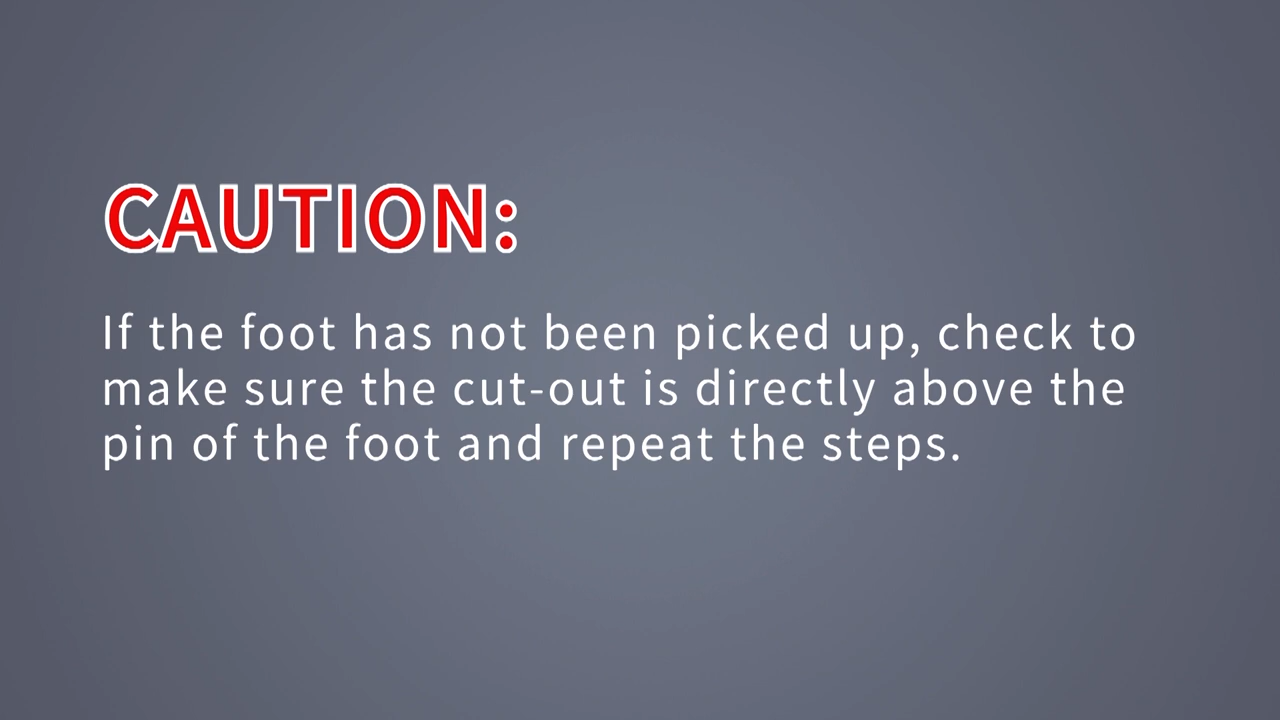 CAUTION:
If the foot has not been picked up, check to
make sure the cut-out is directly above the
pin of the foot and repeat the steps.